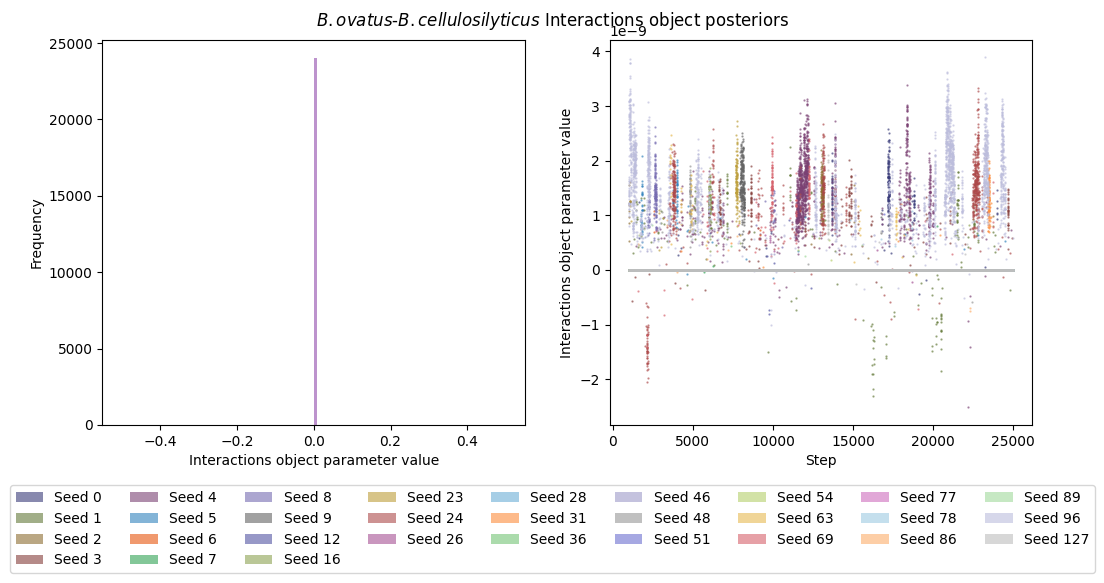 B.ovatus-B.cellulosilyticus Interactions object posteriors
25000
20000
15000
10000
5000
0
Frequency
−0.4
−0.2
0.0
0.2
0.4
Interactions object parameter value
1e−9
4
3
2
1
0
−1
−2
Interactions object parameter value
0
5000
10000
15000
20000
25000
Step
Seed 0
Seed 1
Seed 2
Seed 3
Seed 4
Seed 5
Seed 6
Seed 7
Seed 8
Seed 9
Seed 12
Seed 16
Seed 23
Seed 24
Seed 26
Seed 28
Seed 31
Seed 36
Seed 46
Seed 48
Seed 51
Seed 54
Seed 63
Seed 69
Seed 77
Seed 78
Seed 86
Seed 89
Seed 96
Seed 127